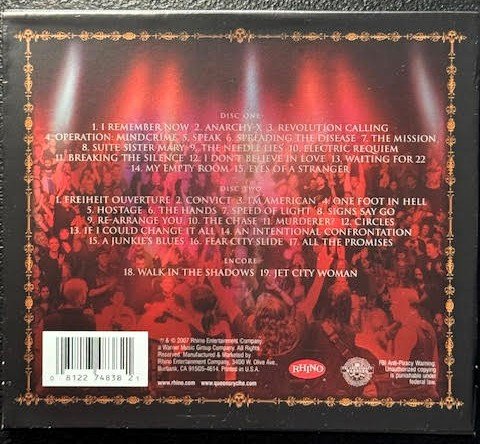 DISC ONE
1. I REMEMBER NOW 2. ANARCHY X 3. REVOLUTION CALLING
4. OPERATION: MINDCRIME 5. SPEAK 6. SPREADING THE DISEASE 7. THE MISSION
8. SUITE SISTER MARY 9. THE NEEDLE LIES 10. ELECTRIC REQUIEM
11. BREAKING THE SILENCE 12. I DON'T BELIEVE IN LOVE 13. WAITING FOR 22
14. MY EMPTY ROOM 15. EYES OF A STRANGER
DISC TWO
1. FREIHEIT OUVERTURE 2. CONVICT 3. I'M AMERICAN 4. ONE FOOT IN HELL
5. HOSTAGE 6. THE HANDS 7. SPEED OF LIGHT 8. SIGNS SAY GO
9. RE-ARRANGE YOU 10. THE CHASE 11. MURDERER? 12. CIRCLES
13. IF I COULD CHANGE IT ALL 14. AN INTENTIONAL CONFRONTATION
15. A JUNKIE'S BLUES 16. FEAR CITY SLIDE 17. ALL THE PROMISES
ENCORE
18. WALK IN THE SHADOWS 19. JET CITY WOMAN
℗ & © 2007 Rhino Entertainment Company,
a Warner Music Group Company. All Rights
Reserved. Manufactured & Marketed by
Rhino Entertainment Company, 3400 W. Olive Ave.,
Burbank, CA 91505-4614. Printed in U.S.A.
www.rhino.com www.queensryche.com
0 81227 48382 1
RHINO
FBI Anti-Piracy Warning:
Unauthorized copying
is punishable under
federal law.